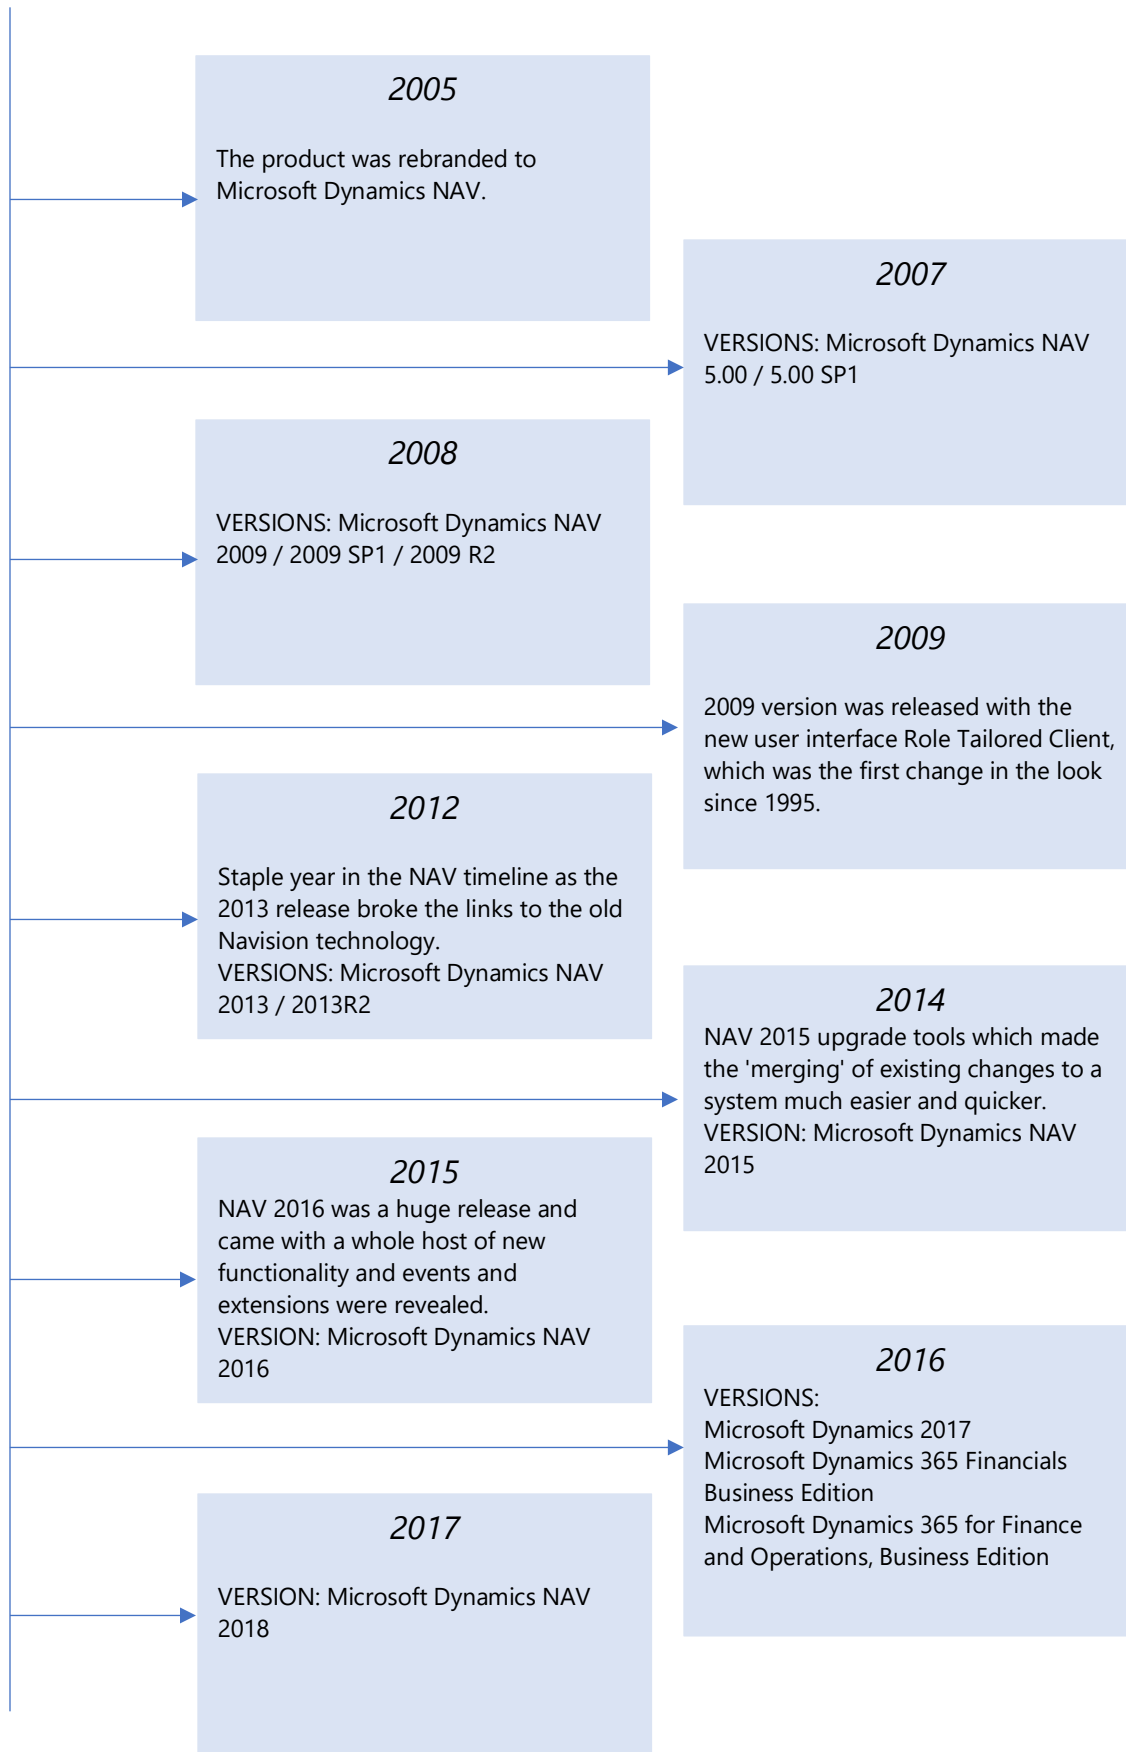 2005
The product was rebranded to
Microsoft Dynamics NAV.
2007
VERSIONS: Microsoft Dynamics NAV
5.00 / 5.00 SP1
2008
VERSIONS: Microsoft Dynamics NAV
2009 / 2009 SP1 / 2009 R2
2009
2009 version was released with the
new user interface Role Tailored Client,
which was the first change in the look
since 1995.
2012
Staple year in the NAV timeline as the
2013 release broke the links to the old
Navision technology.
VERSIONS: Microsoft Dynamics NAV
2013 / 2013R2
2014
NAV 2015 upgrade tools which made
the 'merging' of existing changes to a
system much easier and quicker.
VERSION: Microsoft Dynamics NAV
2015
2015
NAV 2016 was a huge release and
came with a whole host of new
functionality and events and
extensions were revealed.
VERSION: Microsoft Dynamics NAV
2016
2016
VERSIONS:
Microsoft Dynamics 2017
Microsoft Dynamics 365 Financials
Business Edition
Microsoft Dynamics 365 for Finance
and Operations, Business Edition
2017
VERSION: Microsoft Dynamics NAV
2018